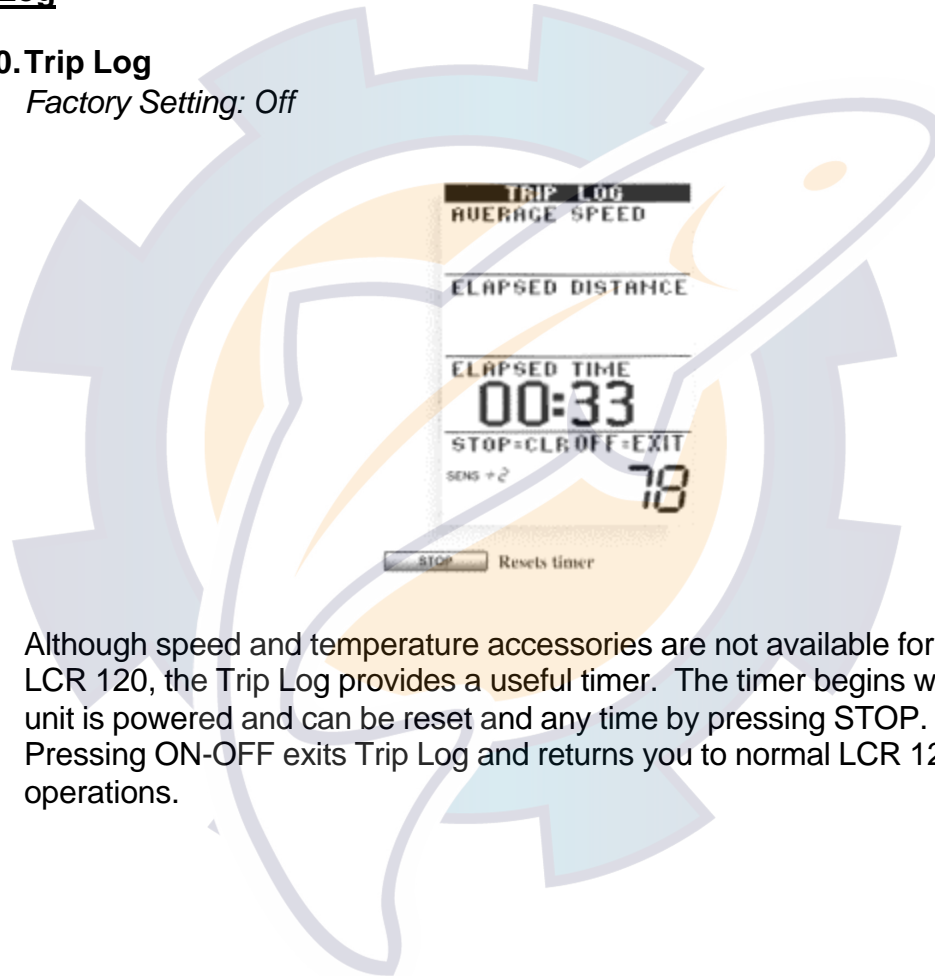 Log
0. Trip Log
Factory Setting: Off
TRIP LOG
AVERAGE SPEED
ELAPSED DISTANCE
ELAPSED TIME
00:33
STOP=CLR OFF=EXIT
SENS +2
78
STOP Resets timer
Although speed and temperature accessories are not available for
LCR 120, the Trip Log provides a useful timer. The timer begins w
unit is powered and can be reset and any time by pressing STOP.
Pressing ON-OFF exits Trip Log and returns you to normal LCR 12
operations.